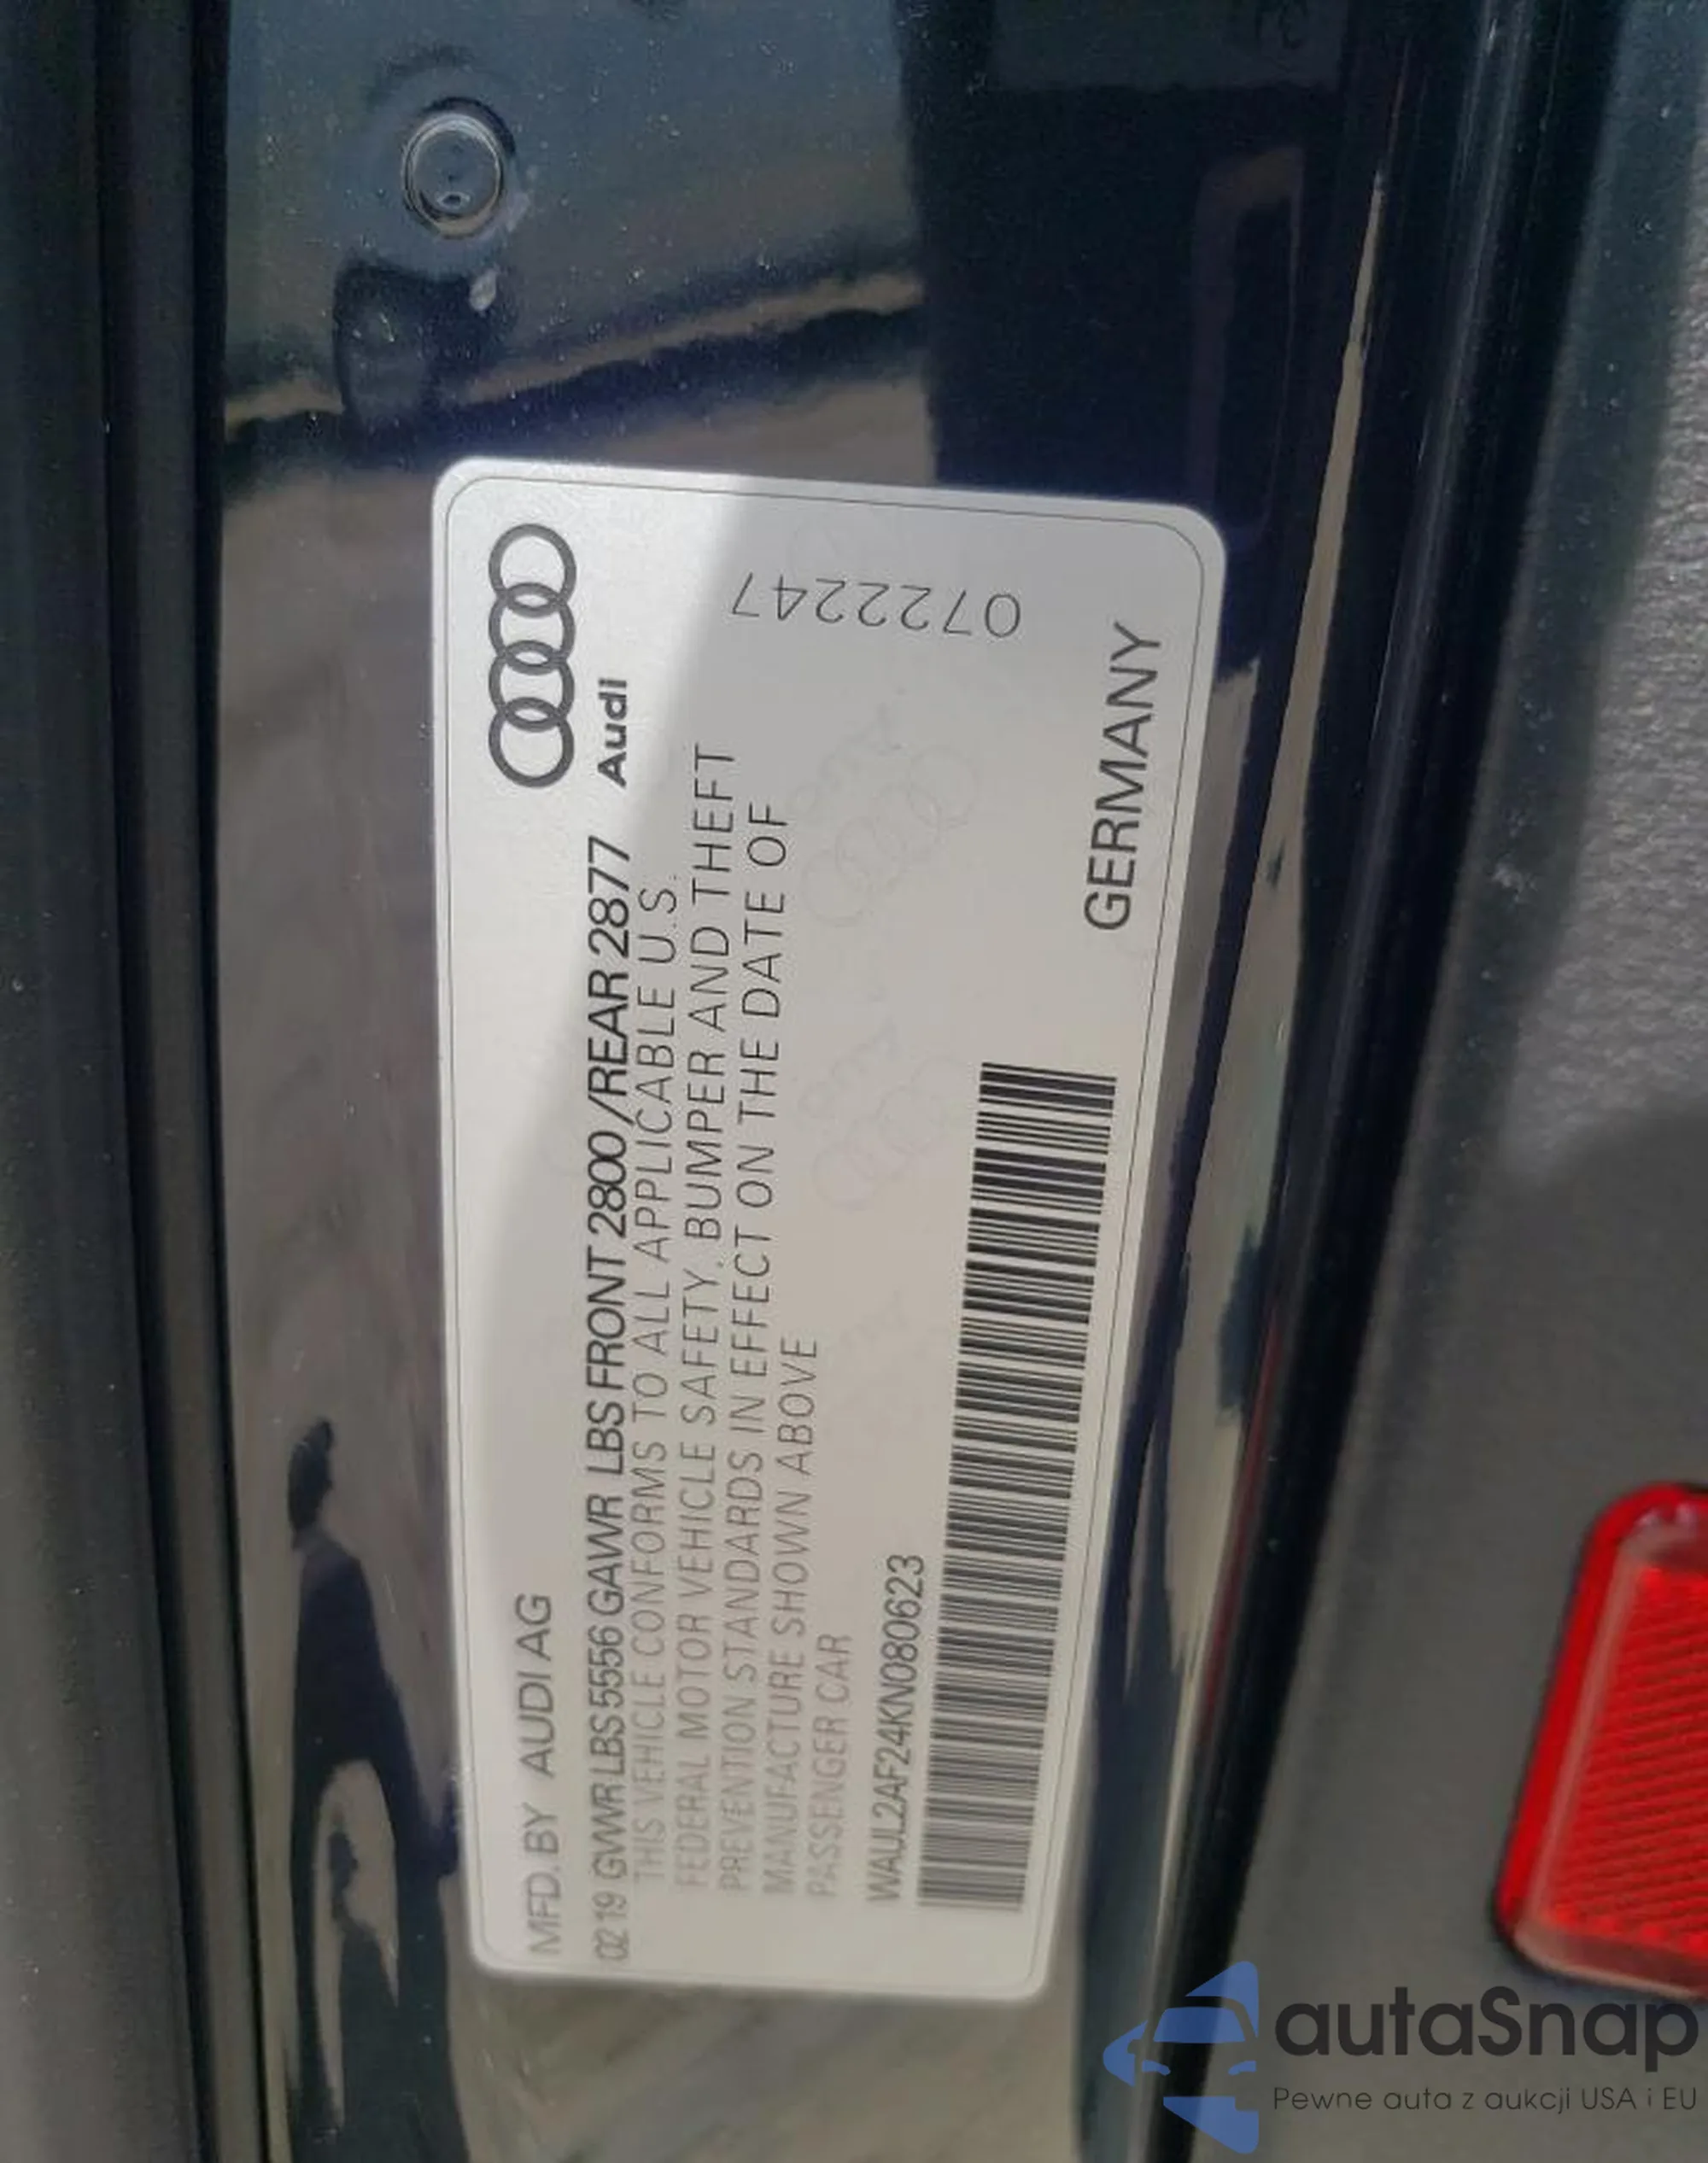 Audi
MFD. BY AUDI AG
02 19 GVWR LBS 5556 GAWR LBS FRONT 2800 /REAR 2877
THIS VEHICLE CONFORMS TO ALL APPLICABLE U.S.
FEDERAL MOTOR VEHICLE SAFETY, BUMPER AND THEFT
PREVENTION STANDARDS IN EFFECT ON THE DATE OF
MANUFACTURE SHOWN ABOVE
PASSENGER CAR
0722247
WAUL2AF24KN080623
GERMANY
autaSnap
Pewne auta z aukcji USA i EU